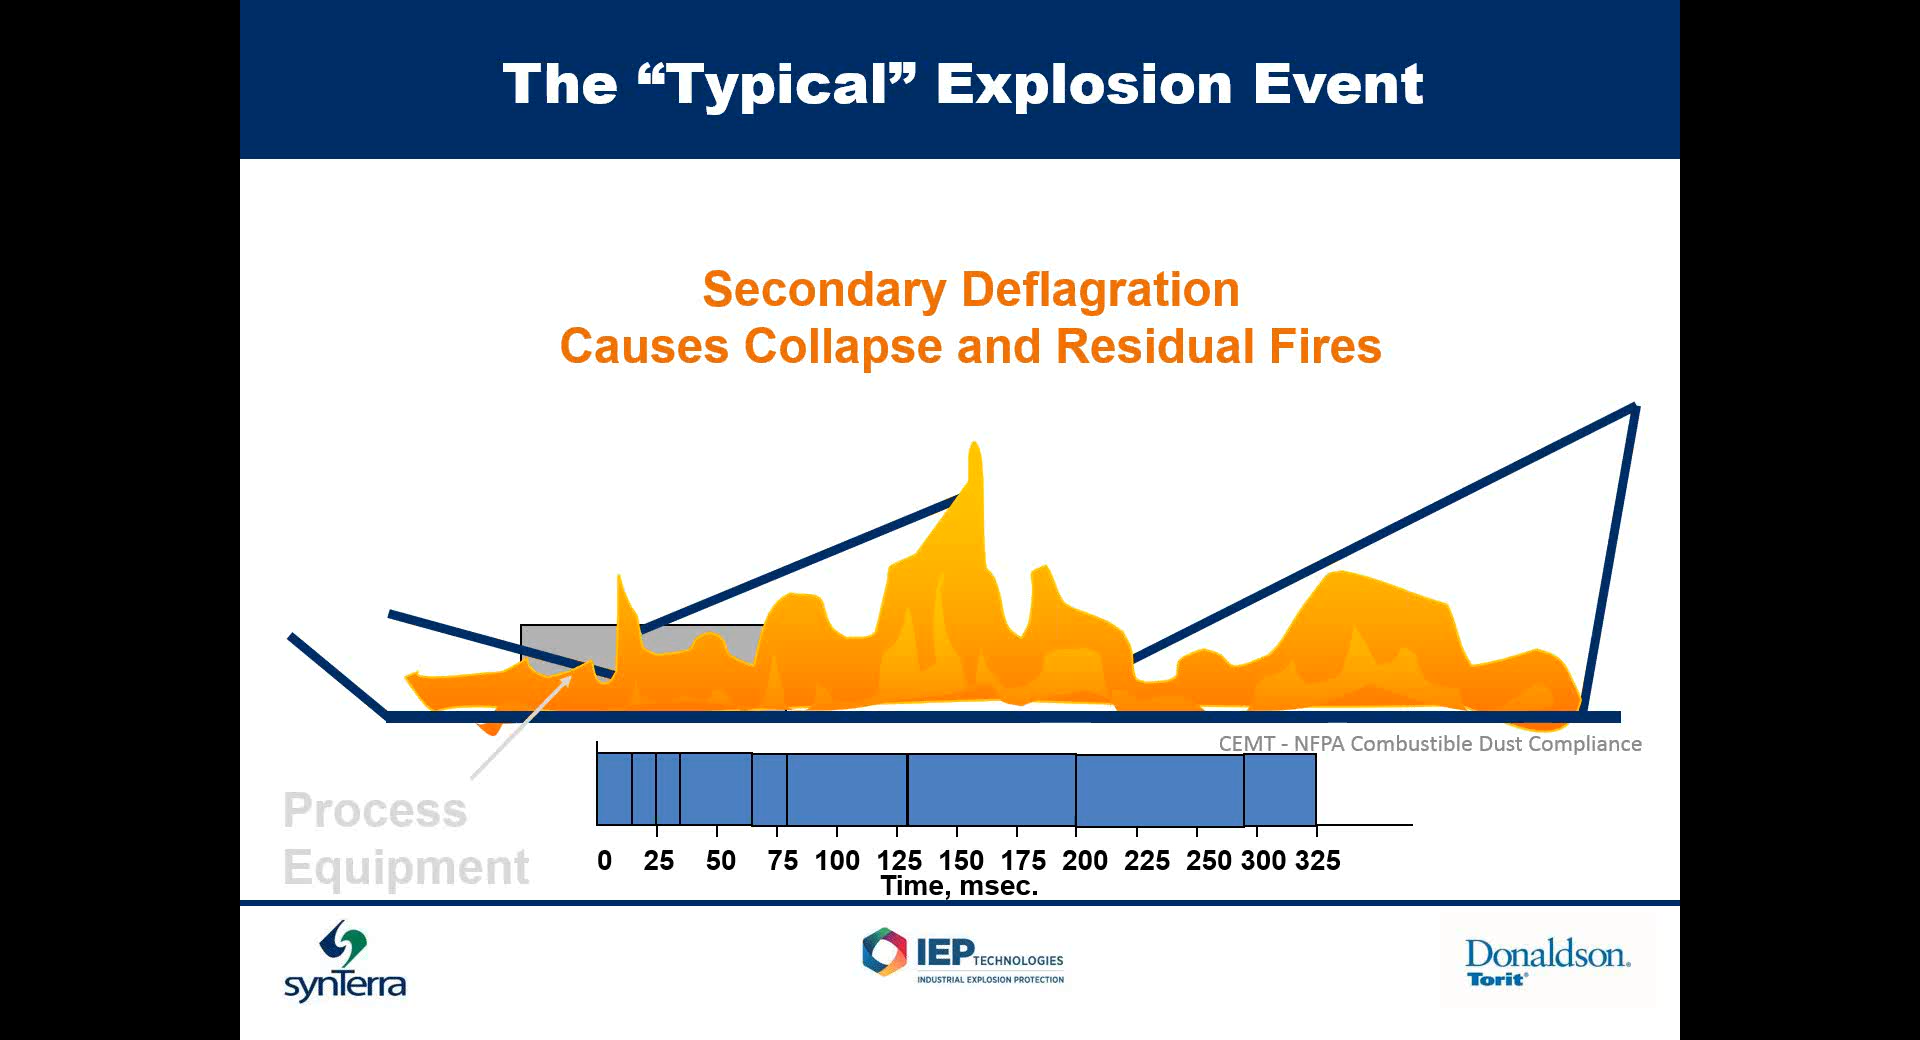 The “Typical” Explosion Event
Secondary Deflagration
Causes Collapse and Residual Fires
CEMT - NFPA Combustible Dust Compliance
Process
Equipment
0 25 50 75 100 125 150 175 200 225 250 300 325
Time, msec.
synTerra
IEP TECHNOLOGIES
INDUSTRIAL EXPLOSION PROTECTION
Donaldson®
Torit®